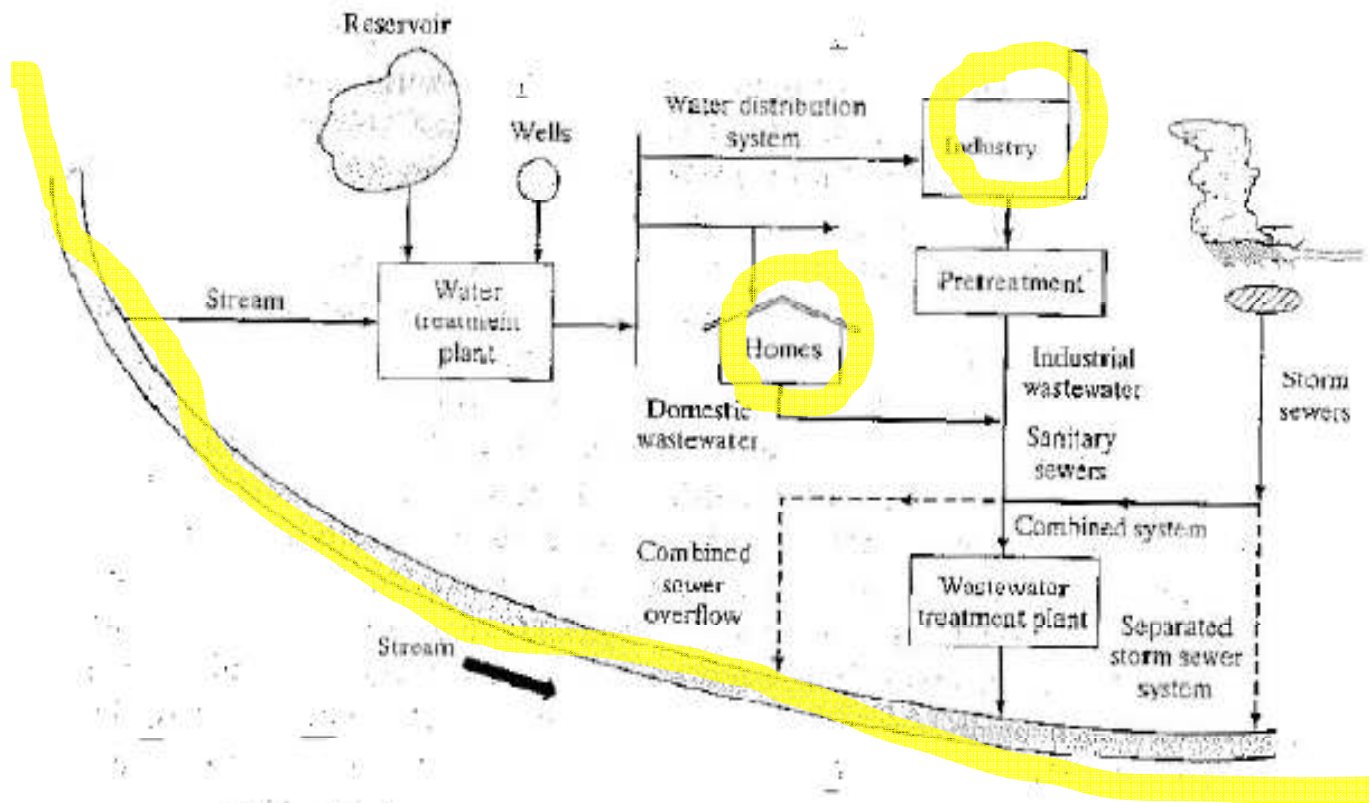 Reservoir
Wells
Water distribution
system
Industry
Stream
Water
treatment
plant
Homes
Pretreatment
Domestic
wastewater
Industrial
wastewater
Storm
sewers
Sanitary
sewers
Combined system
Combined
sewer
overflow
Wastewater
treatment plant
Separated
storm sewer
system
Stream